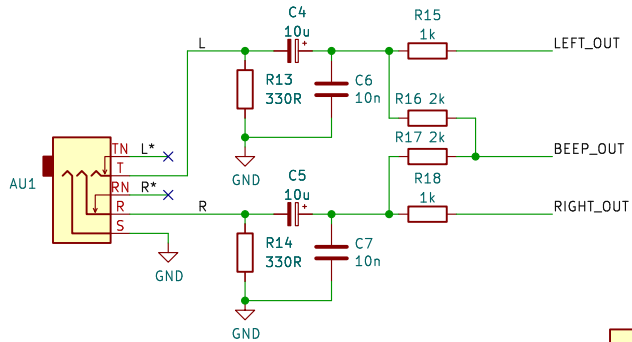 C4
10u
+
R15
1k
L
LEFT_OUT
R13
330R
C6
10n
R16 2k
R17 2k
BEEP_OUT
GND
AU1
TN
L*
T
RN
R*
R
S
GND
C5
10u
+
R
R18
1k
RIGHT_OUT
R14
330R
C7
10n
GND